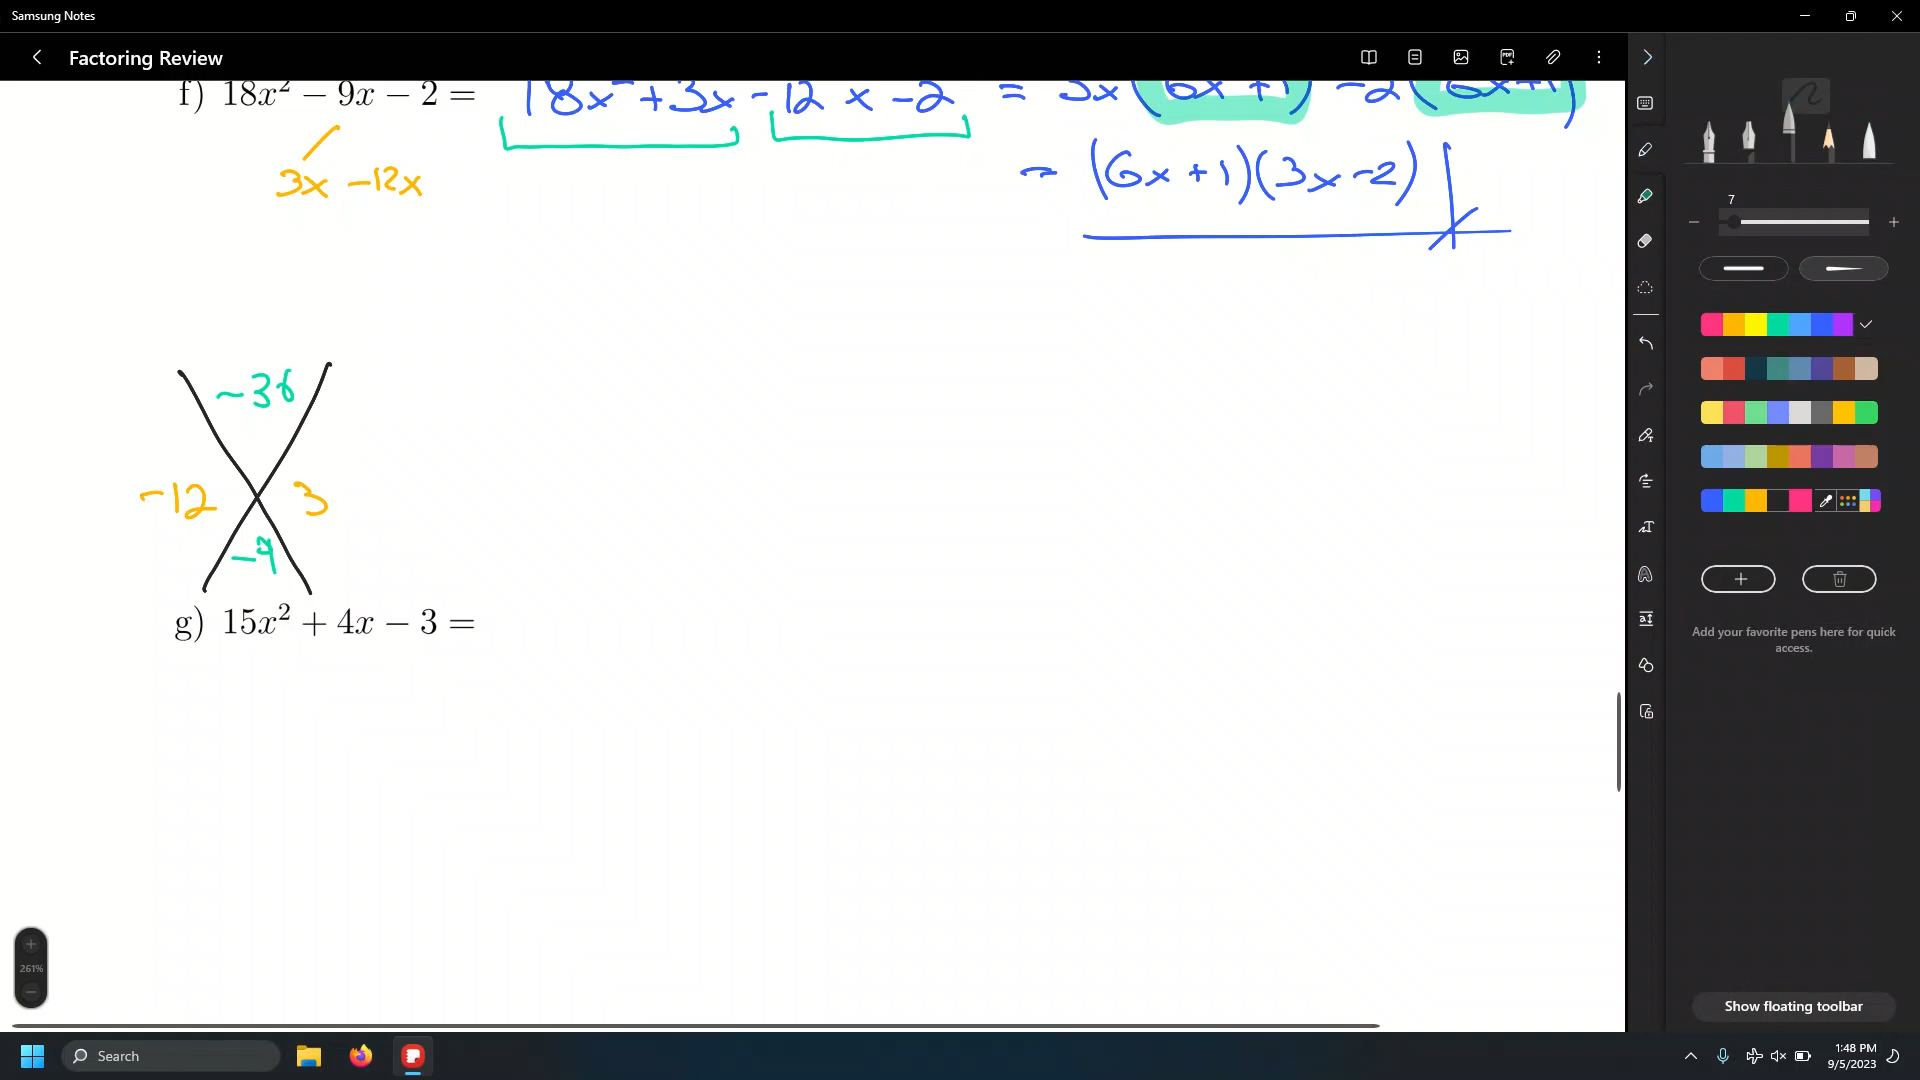 Samsung Notes
Factoring Review
f) 18x² − 9x − 2 = 18x² + 3x − 12x − 2 = 3x(6x + 1) − 2(6x + 1)
3x −12x
= (6x + 1)(3x − 2)
7
−36
−12 3
−9
g) 15x² + 4x − 3 =
Add your favorite pens here for quick
access.
261%
Show floating toolbar
Search
1:48 PM
9/5/2023